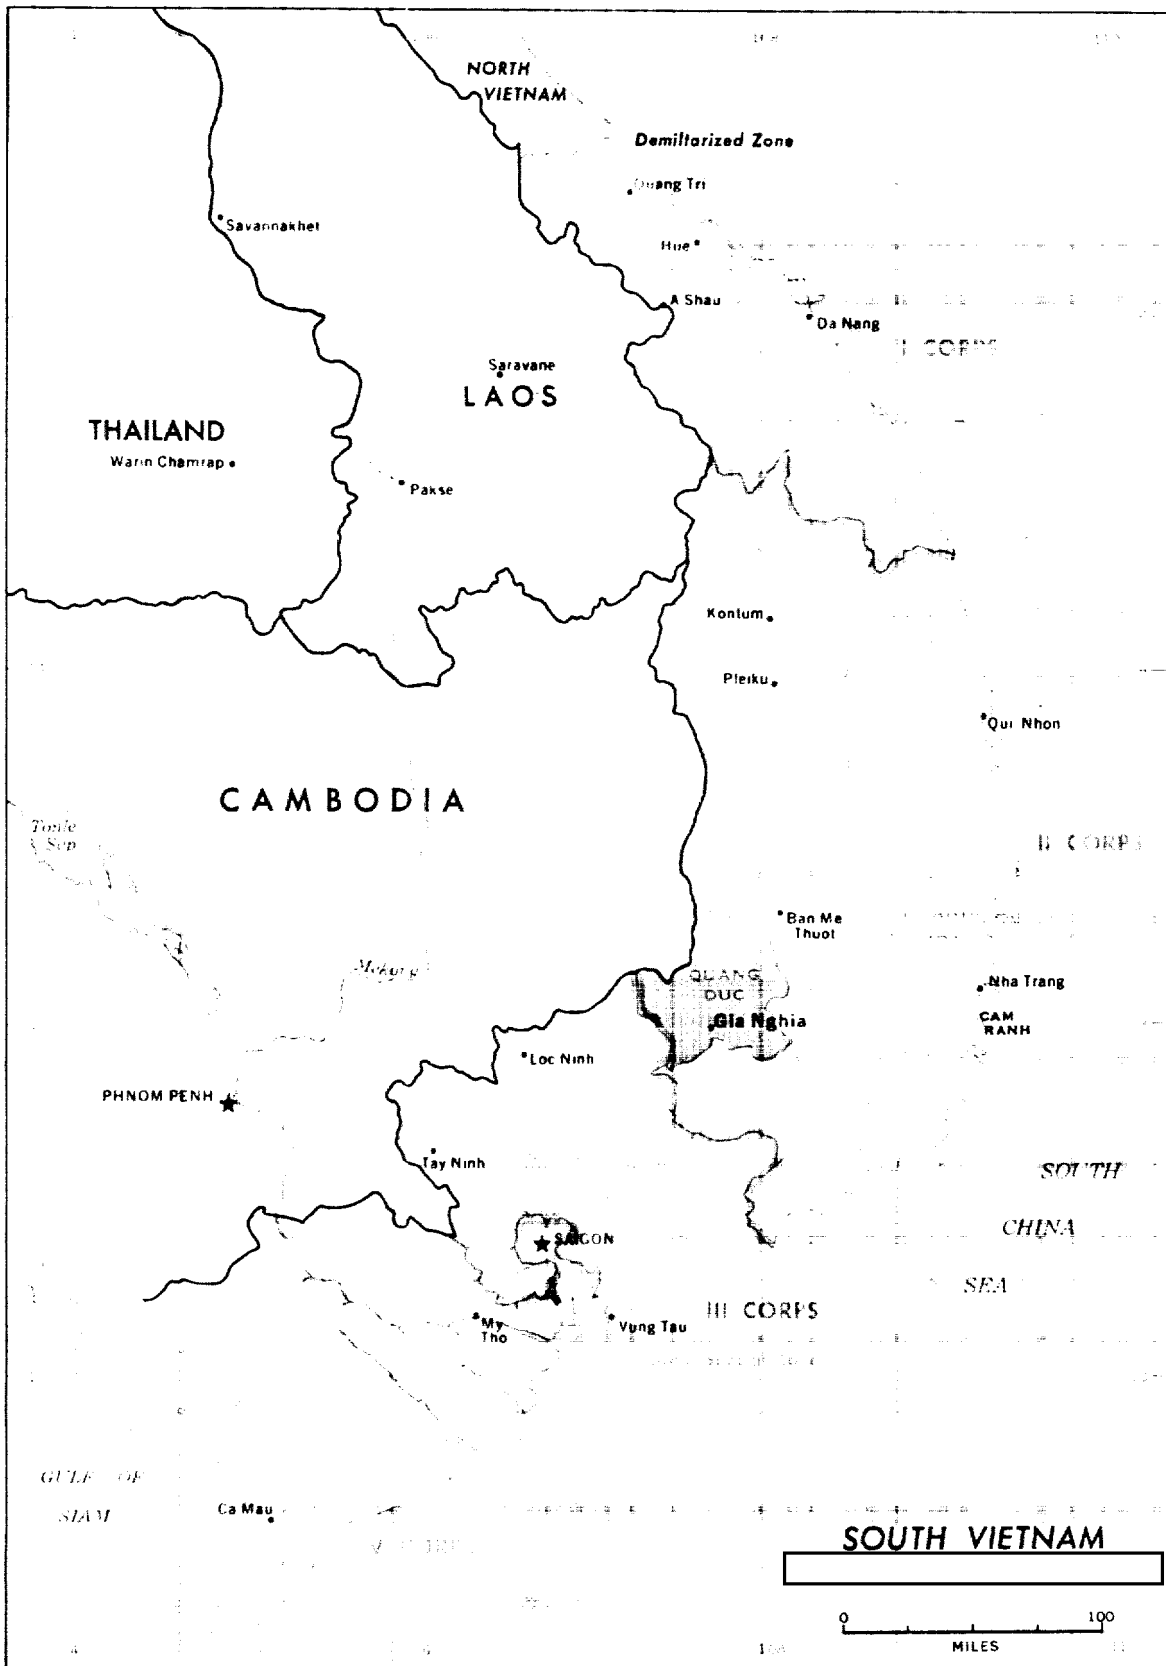 108
NORTH
VIETNAM
Demiltarized Zone
Quang Tri
Savannakhet
Hue
A Shau
Da Nang
I CORPS
Saravane
LAOS
THAILAND
Warin Chamrap
Pakse
Kontum
Pleiku
Qui Nhon
CAMBODIA
Tonle
Sap
II CORPS
Ban Me
Thuot
Mekong
QUANG
DUC
Nha Trang
Gia Nghia
CAM
RANH
Loc Ninh
PHNOM PENH
Tay Ninh
SOUTH
CHINA
SEA
SAIGON
III CORPS
My
Tho
Vung Tau
GULF OF
SIAM
Ca Mau
SOUTH VIETNAM
0 100
MILES